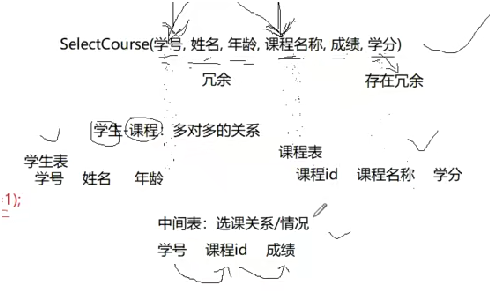 SelectCourse(学号, 姓名, 年龄, 课程名称, 成绩, 学分)
冗余 存在冗余
学生 课程：多对多的关系
学生表 课程表
学号 姓名 年龄 课程id 课程名称 学分
1);
中间表：选课关系/情况
学号 课程id 成绩